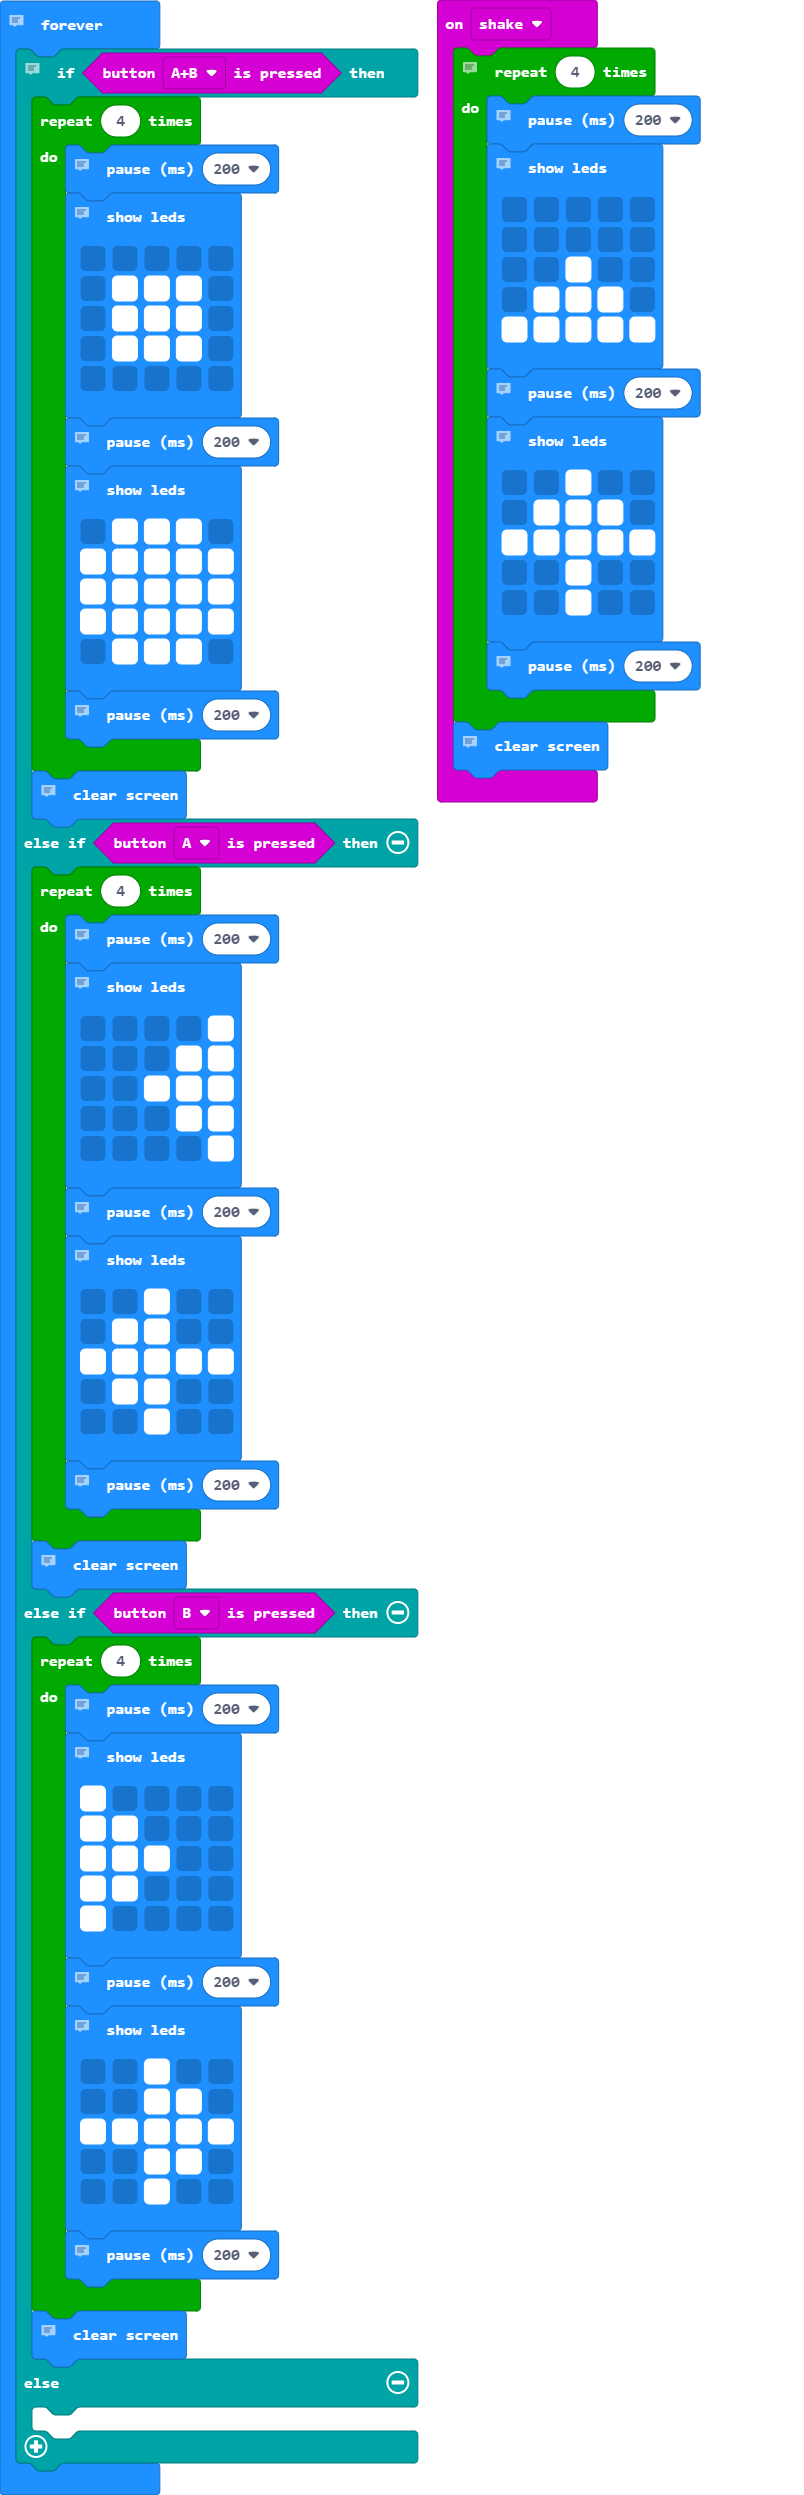 forever
if button A+B is pressed then
repeat 4 times
do
pause (ms) 200
show leds
pause (ms) 200
show leds
pause (ms) 200
clear screen
else if button A is pressed then
repeat 4 times
do
pause (ms) 200
show leds
pause (ms) 200
show leds
pause (ms) 200
clear screen
else if button B is pressed then
repeat 4 times
do
pause (ms) 200
show leds
pause (ms) 200
show leds
pause (ms) 200
clear screen
else
on shake
repeat 4 times
do
pause (ms) 200
show leds
pause (ms) 200
show leds
pause (ms) 200
clear screen